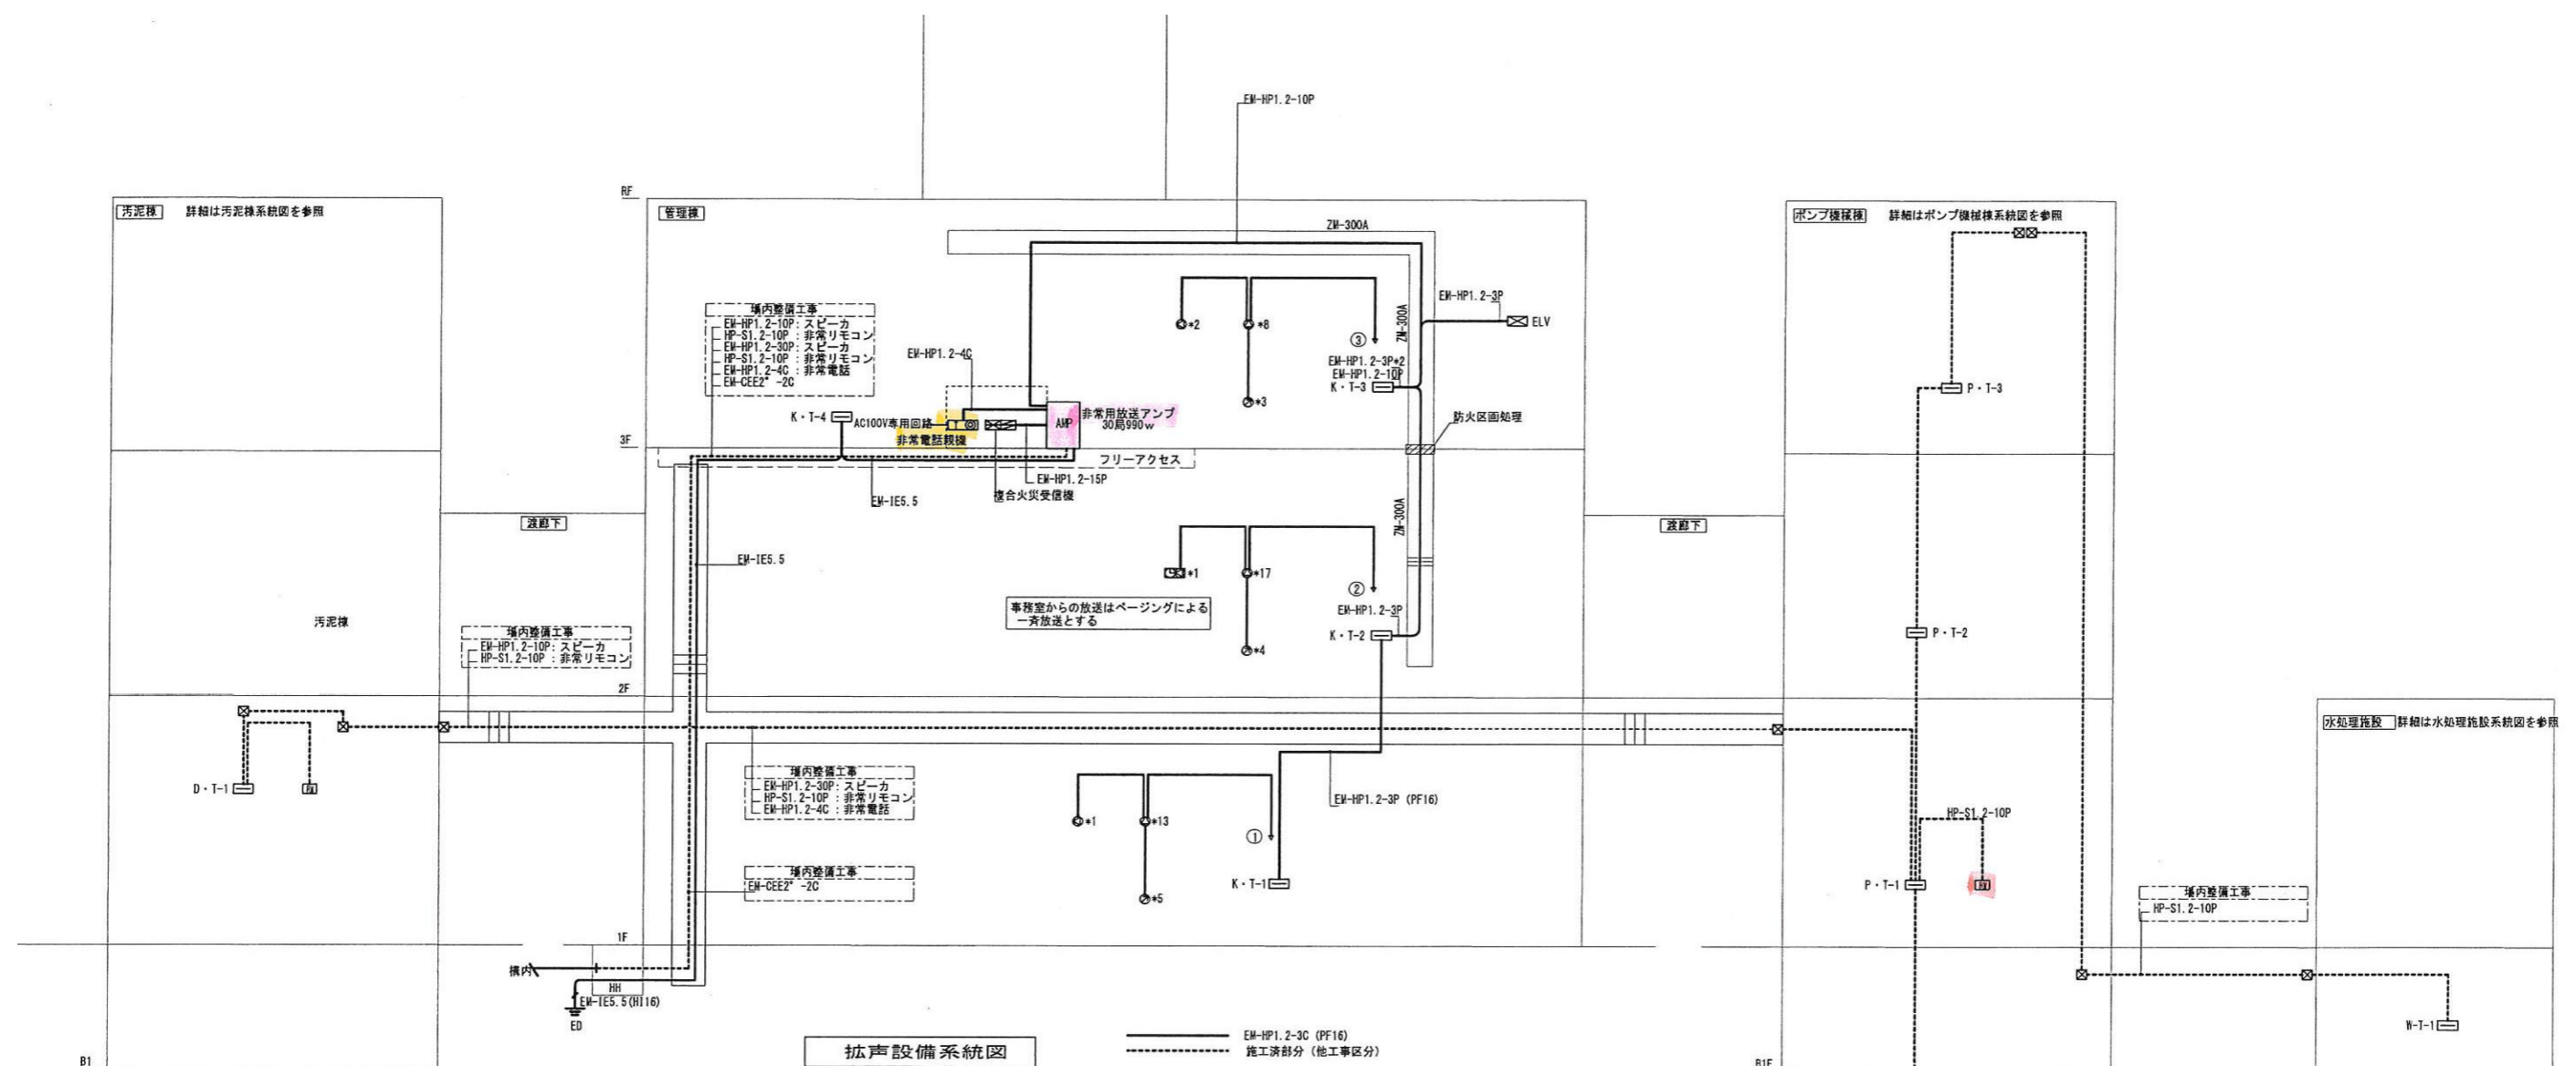 EM-HP1.2-10P
RF
汚泥棟 詳細は汚泥棟系統図を参照
管理棟
ポンプ機械棟 詳細はポンプ機械棟系統図を参照
ZM-300A
場内整備工事
EM-HP1.2-10P: スピーカ
HP-S1.2-10P : 非常リモコン
EM-HP1.2-30P: スピーカ
HP-S1.2-10P : 非常リモコン
EM-HP1.2-4C : 非常電話
EM-CEE2° -2C
EM-HP1.2-3P
ZM-300A
*2
*8
ELV
③
EM-HP1.2-4C
EM-HP1.2-3P*2
EM-HP1.2-10P
K・T-3
P・T-3
*3
K・T-4
AC100V専用回路
T
AMP
非常用放送アンプ
30局990w
防火区画処理
非常電話親機
3F
フリーアクセス
EM-HP1.2-15P
複合火災受信機
EM-IE5.5
ZM-300A
渡廊下
渡廊下
EM-IE5.5
*1
*17
②
事務室からの放送はページングによる
一斉放送とする
EM-HP1.2-3P
K・T-2
P・T-2
汚泥棟
場内整備工事
EM-HP1.2-10P: スピーカ
HP-S1.2-10P : 非常リモコン
*4
2F
水処理施設 詳細は水処理施設系統図を参照
D・T-1
場内整備工事
EM-HP1.2-30P: スピーカ
HP-S1.2-10P : 非常リモコン
EM-HP1.2-4C : 非常電話
EM-HP1.2-3P (PF16)
*1
*13
①
HP-S1.2-10P
場内整備工事
EM-CEE2° -2C
K・T-1
P・T-1
*5
場内整備工事
HP-S1.2-10P
1F
構内
HH
EM-IE5.5(HI16)
ED
W-T-1
拡声設備系統図
EM-HP1.2-3C (PF16)
施工済部分 (他工事区分)
B1
B1F